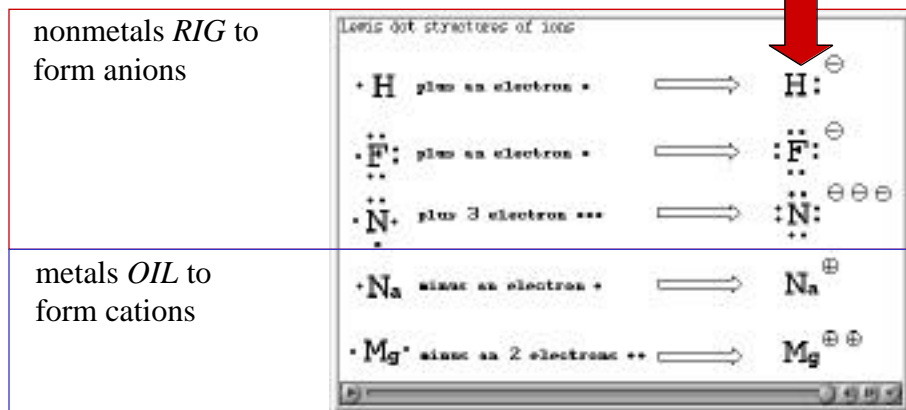 nonmetals RIG to
form anions
Lewis dot structures of ions
H plus an electron H ⊖
F plus an electron F ⊖
N plus 3 electron N ⊖ ⊖ ⊖
metals OIL to
form cations
Na minus an electron Na ⊕
Mg minus an 2 electrons Mg ⊕ ⊕